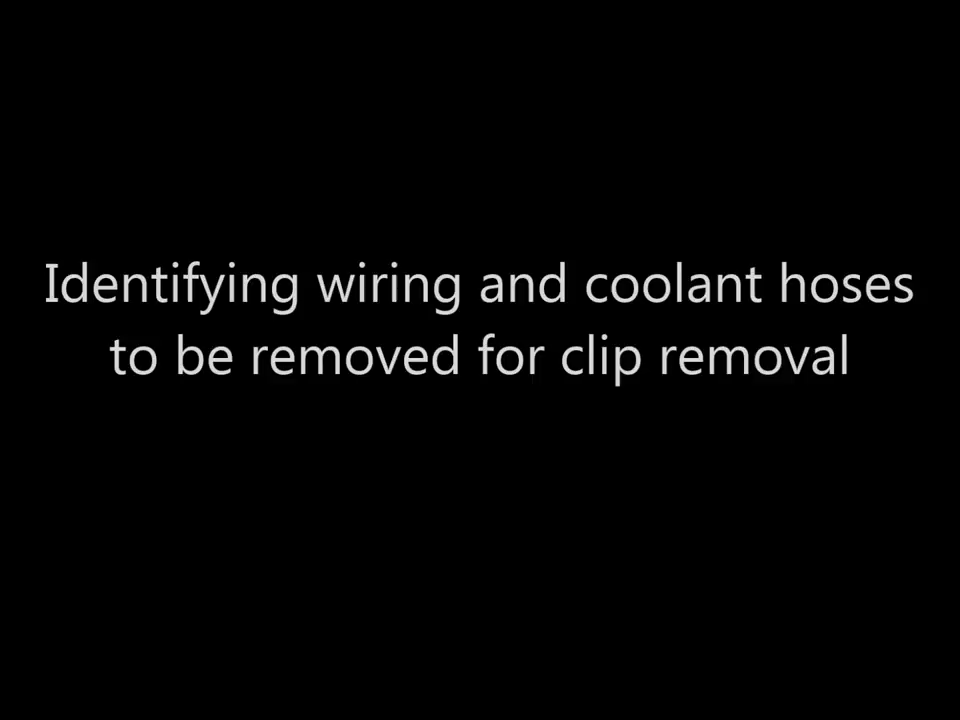 Identifying wiring and coolant hoses
to be removed for clip removal